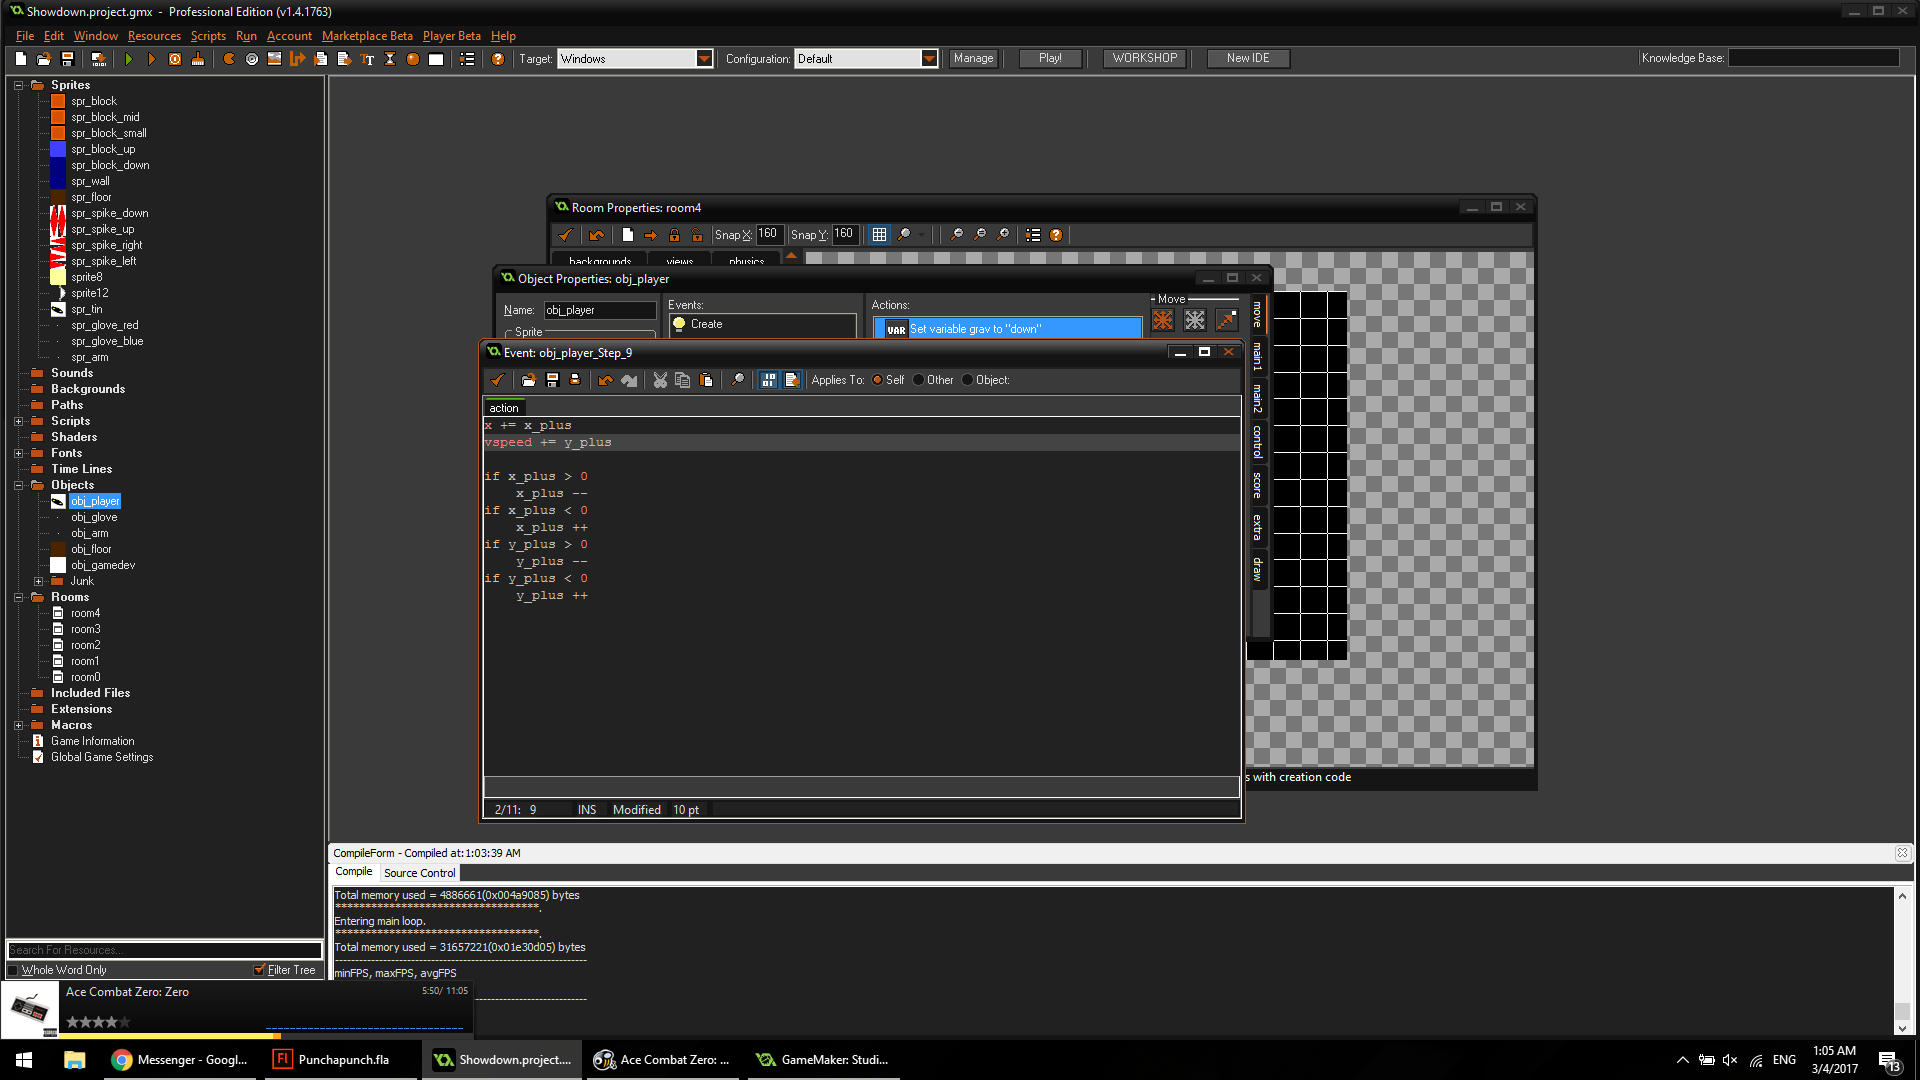 Showdown.project.gmx - Professional Edition (v1.4.1763)
File Edit Window Resources Scripts Run Account Marketplace Beta Player Beta Help
Target: Windows Configuration: Default Manage Play! WORKSHOP New IDE Knowledge Base:
Sprites
spr_block
spr_block_mid
spr_block_small
spr_block_up
spr_block_down
spr_wall
spr_floor
spr_spike_down
spr_spike_up
spr_spike_right
spr_spike_left
sprite8
sprite12
spr_tin
spr_glove_red
spr_glove_blue
spr_arm
Sounds
Backgrounds
Paths
Scripts
Shaders
Fonts
Time Lines
Objects
obj_player
obj_glove
obj_arm
obj_floor
obj_gamedev
Junk
Rooms
room4
room3
room2
room1
room0
Included Files
Extensions
Macros
Game Information
Global Game Settings
Search For Resources...
Whole Word Only Filter Tree
Room Properties: room4
Snap X: 160 Snap Y: 160
backgrounds views physics
s with creation code
Object Properties: obj_player
Name: obj_player
Sprite
Events:
Create
Actions:
VAR Set variable grav to "down"
Move
move
main1
main2
control
score
extra
draw
Event: obj_player_Step_9
Applies To: Self Other Object:
action
x += x_plus
vspeed += y_plus
if x_plus > 0
x_plus --
if x_plus < 0
x_plus ++
if y_plus > 0
y_plus --
if y_plus < 0
y_plus ++
2/11: 9 INS Modified 10 pt
CompileForm - Compiled at:1:03:39 AM
Compile Source Control
Total memory used = 4886661(0x004a9085) bytes
**********************************.
Entering main loop.
**********************************.
Total memory used = 31657221(0x01e30d05) bytes
minFPS, maxFPS, avgFPS
Ace Combat Zero: Zero 5:50/ 11:05
Messenger - Googl...
Fl Punchapunch.fla
Showdown.project....
Ace Combat Zero: ...
GameMaker: Studi...
ENG
1:05 AM
3/4/2017
13